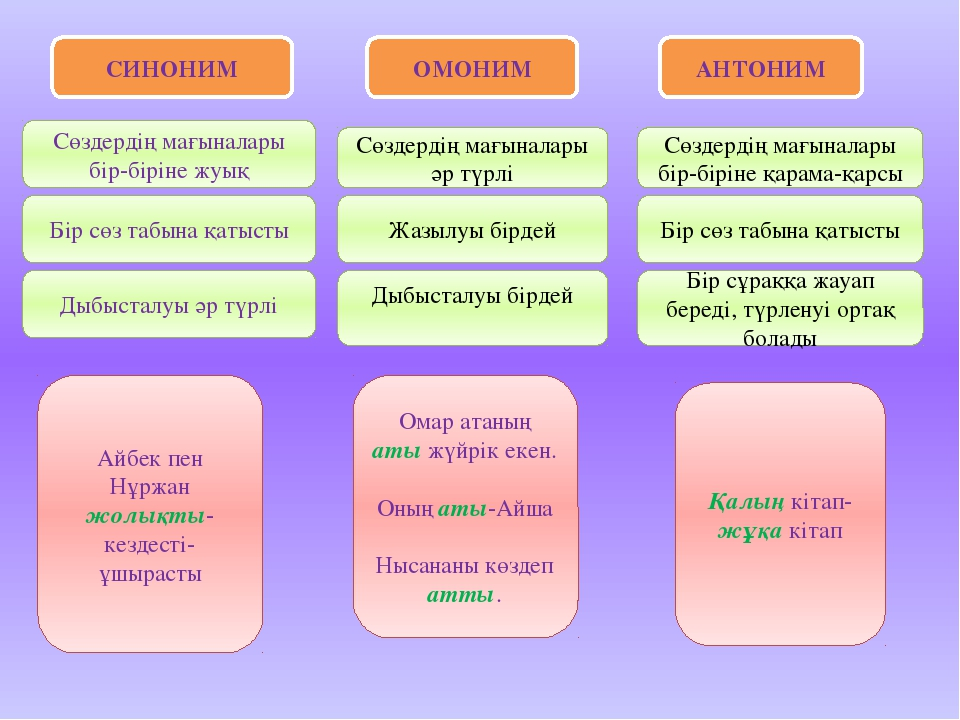 СИНОНИМ
ОМОНИМ
АНТОНИМ
Сөздердің мағыналары
бір-біріне жуық
Сөздердің мағыналары
әр түрлі
Сөздердің мағыналары
бір-біріне қарама-қарсы
Бір сөз табына қатысты
Жазылуы бірдей
Бір сөз табына қатысты
Дыбысталуы әр түрлі
Дыбысталуы бірдей
Бір сұраққа жауап
береді, түрленуі ортақ
болады
Айбек пен
Нұржан
жолықты-
кездесті-
ұшырасты
Омар атаның
аты жүйрік екен.
Оның аты-Айша
Нысананы көздеп
атты.
Қалың кітап-
жұқа кітап